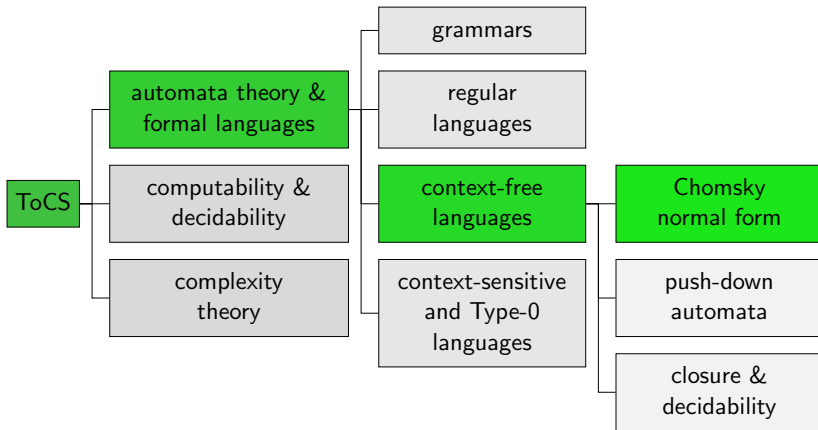 ToCS
automata theory &
formal languages
computability &
decidability
complexity
theory
grammars
regular
languages
context-free
languages
context-sensitive
and Type-0
languages
Chomsky
normal form
push-down
automata
closure &
decidability